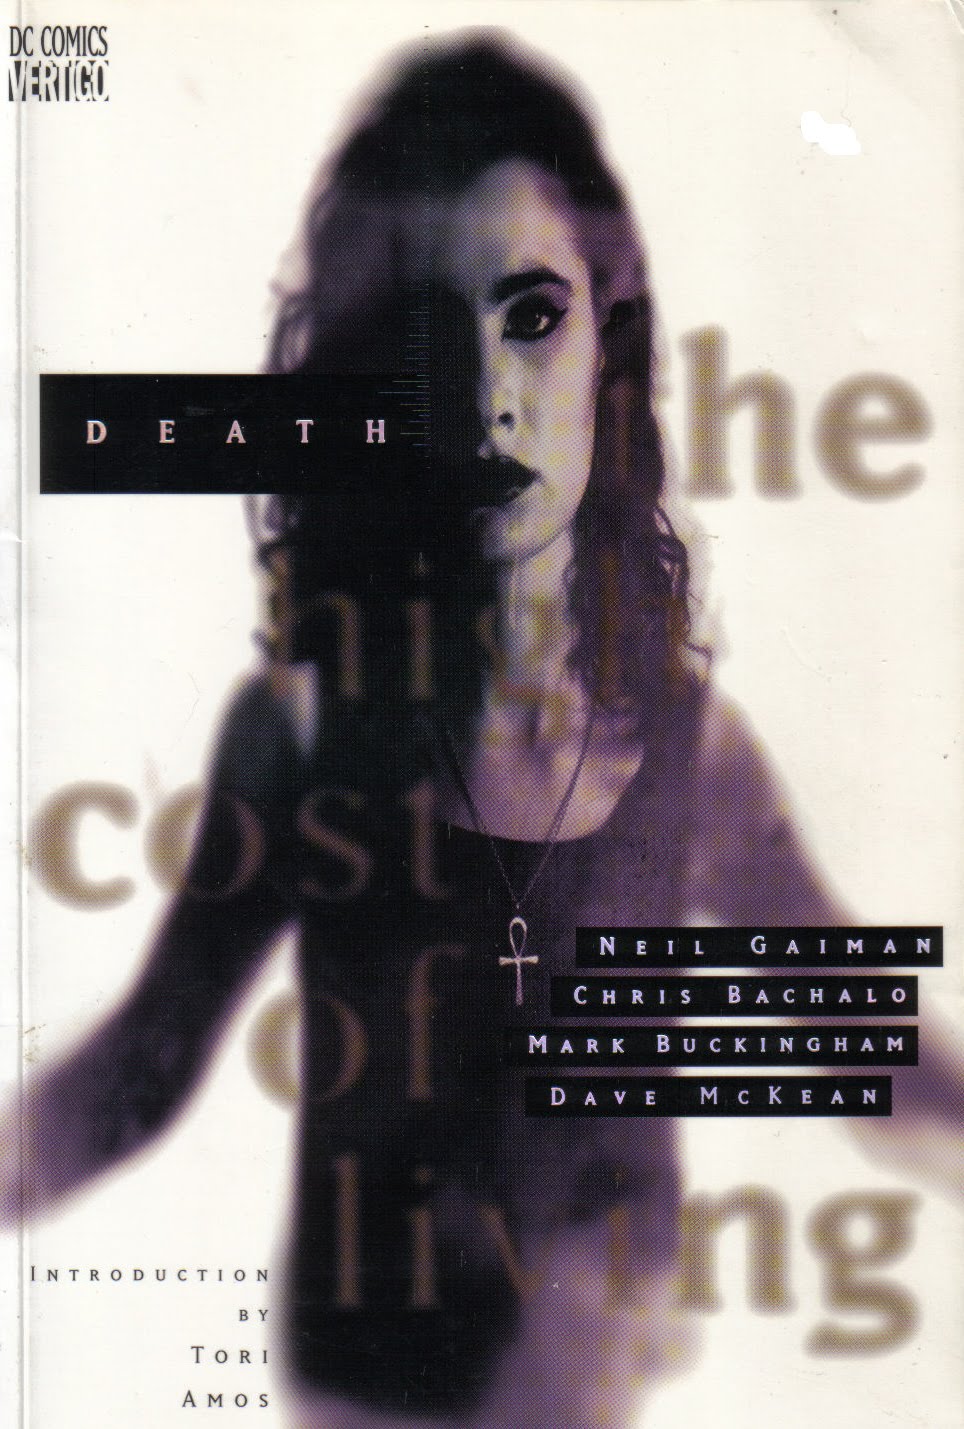 DC COMICS
VERTIGO
DEATH
the
high
cost
of
living
NEIL GAIMAN
CHRIS BACHALO
MARK BUCKINGHAM
DAVE MCKEAN
INTRODUCTION
BY
TORI
AMOS